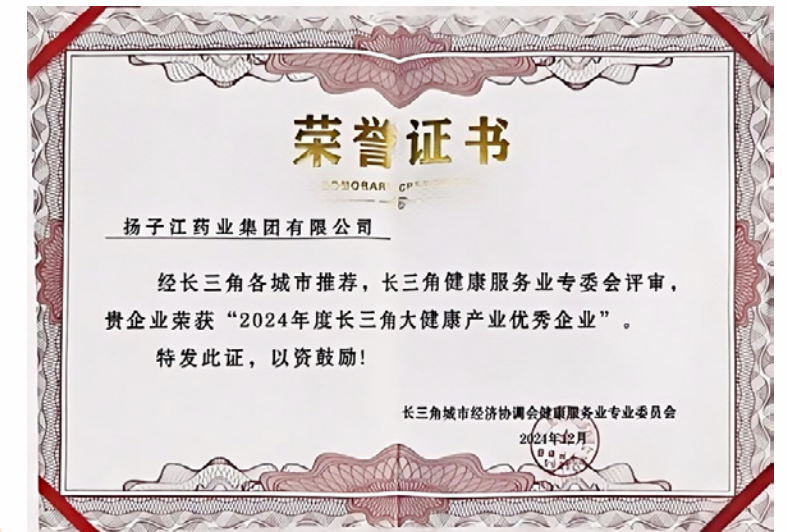 荣誉证书
扬子江药业集团有限公司
经长三角各城市推荐，长三角健康服务业专委会评审，
贵企业荣获“2024年度长三角大健康产业优秀企业”。
特发此证，以资鼓励!
长三角城市经济协调会健康服务业专业委员会
2024年12月